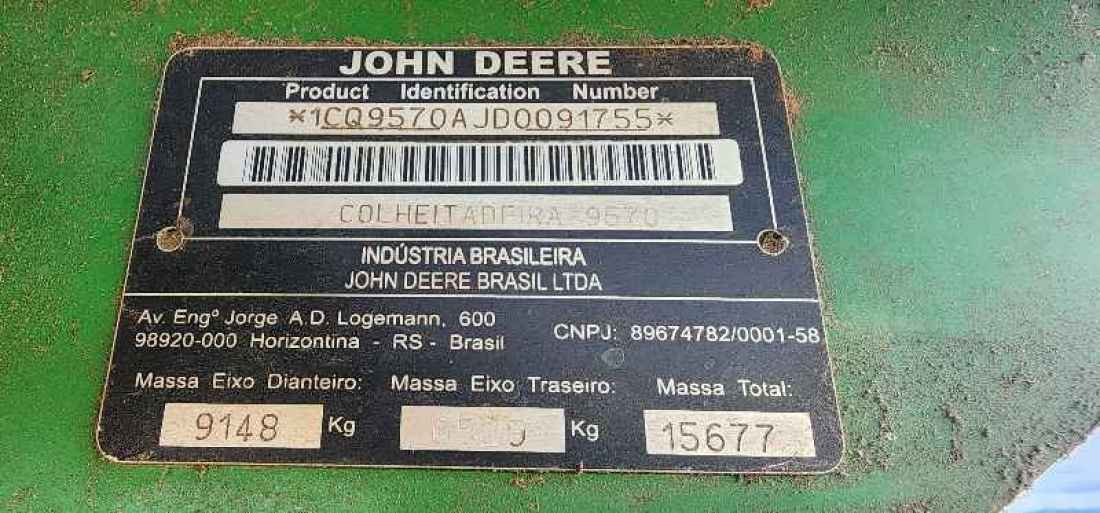 JOHN DEERE
Product Identification Number
*1CQ9570AJD0091755*
COLHEITADEIRA 9570
INDÚSTRIA BRASILEIRA
JOHN DEERE BRASIL LTDA
Av. Engº Jorge A.D. Logemann, 600
98920-000 Horizontina - RS - Brasil
CNPJ: 89674782/0001-58
Massa Eixo Dianteiro: Massa Eixo Traseiro: Massa Total:
9148 Kg Kg 15677